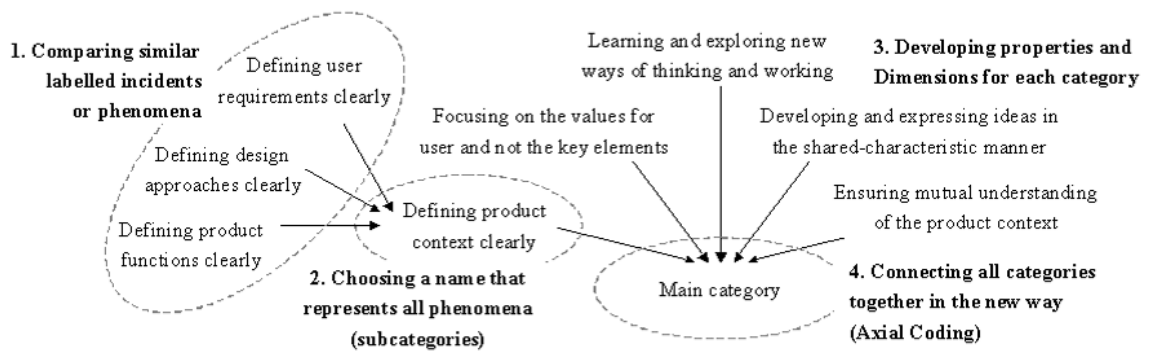 1. Comparing similar
labelled incidents
or phenomena
Defining user
requirements clearly
Defining design
approaches clearly
Defining product
functions clearly
Defining product
context clearly
2. Choosing a name that
represents all phenomena
(subcategories)
Learning and exploring new
ways of thinking and working
Focusing on the values for
user and not the key elements
3. Developing properties and
Dimensions for each category
Developing and expressing ideas in
the shared-characteristic manner
Ensuring mutual understanding
of the product context
Main category
4. Connecting all categories
together in the new way
(Axial Coding)